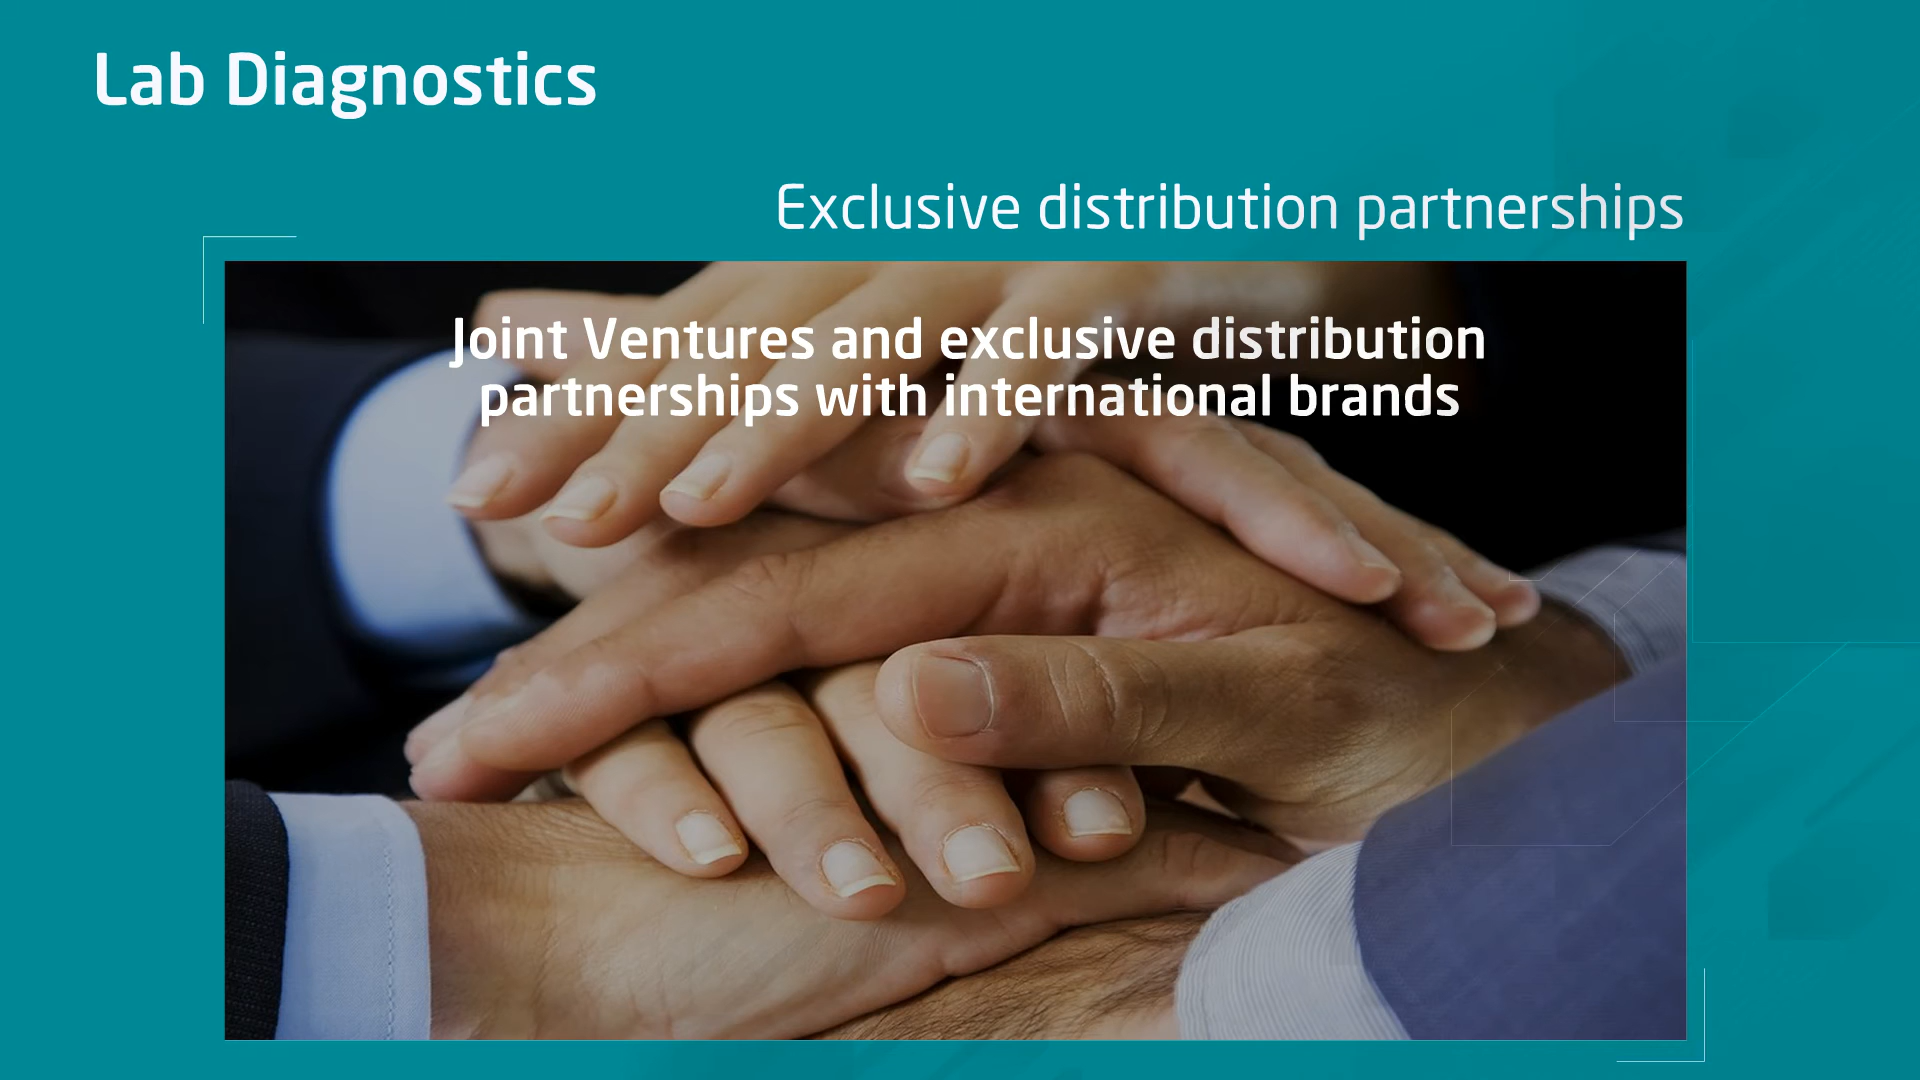 Lab Diagnostics
Exclusive distribution partnerships
Joint Ventures and exclusive distribution
partnerships with international brands